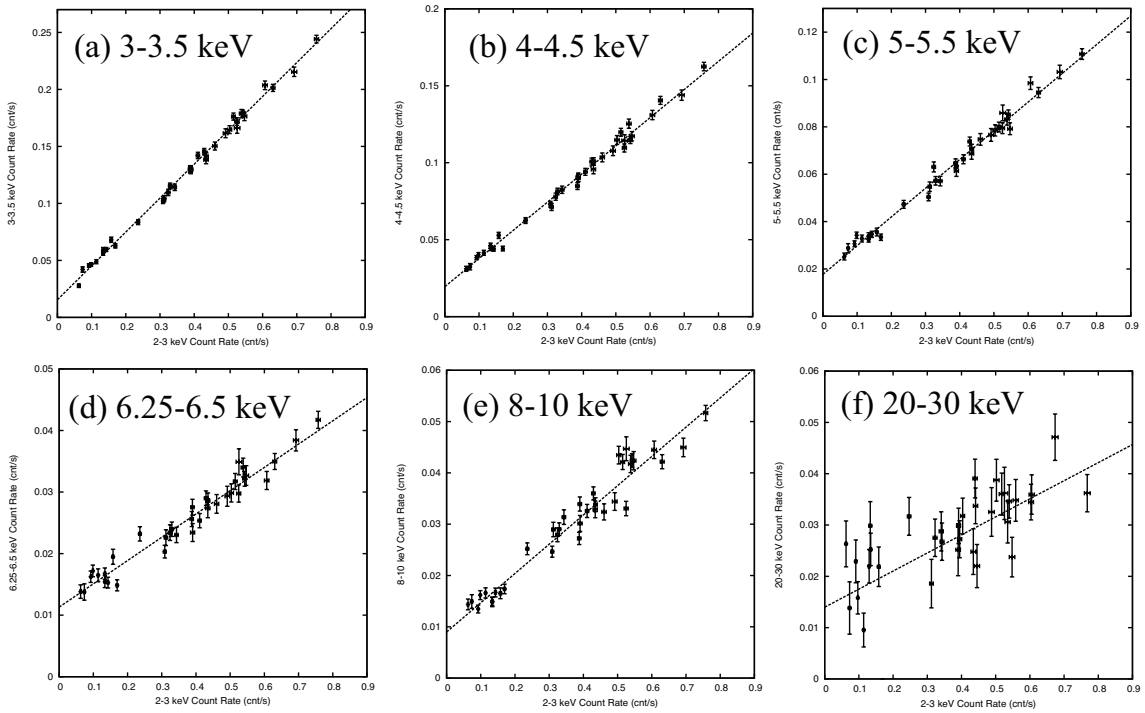 (a) 3-3.5 keV
0.25
0.2
0.15
0.1
0.05
0
3-3.5 keV Count Rate (cnt/s)
0 0.1 0.2 0.3 0.4 0.5 0.6 0.7 0.8 0.9
2-3 keV Count Rate (cnt/s)
(b) 4-4.5 keV
0.2
0.15
0.1
0.05
0
4-4.5 keV Count Rate (cnt/s)
0 0.1 0.2 0.3 0.4 0.5 0.6 0.7 0.8 0.9
2-3 keV Count Rate (cnt/s)
(c) 5-5.5 keV
0.12
0.1
0.08
0.06
0.04
0.02
0
5-5.5 keV Count Rate (cnt/s)
0 0.1 0.2 0.3 0.4 0.5 0.6 0.7 0.8 0.9
2-3 keV Count Rate (cnt/s)
(d) 6.25-6.5 keV
0.05
0.04
0.03
0.02
0.01
0
6.25-6.5 keV Count Rate (cnt/s)
0 0.1 0.2 0.3 0.4 0.5 0.6 0.7 0.8 0.9
2-3 keV Count Rate (cnt/s)
(e) 8-10 keV
0.06
0.05
0.04
0.03
0.02
0.01
0
8-10 keV Count Rate (cnt/s)
0 0.1 0.2 0.3 0.4 0.5 0.6 0.7 0.8 0.9
2-3 keV Count Rate (cnt/s)
(f) 20-30 keV
0.06
0.05
0.04
0.03
0.02
0.01
0
20-30 keV Count Rate (cnt/s)
0 0.1 0.2 0.3 0.4 0.5 0.6 0.7 0.8 0.9
2-3 keV Count Rate (cnt/s)